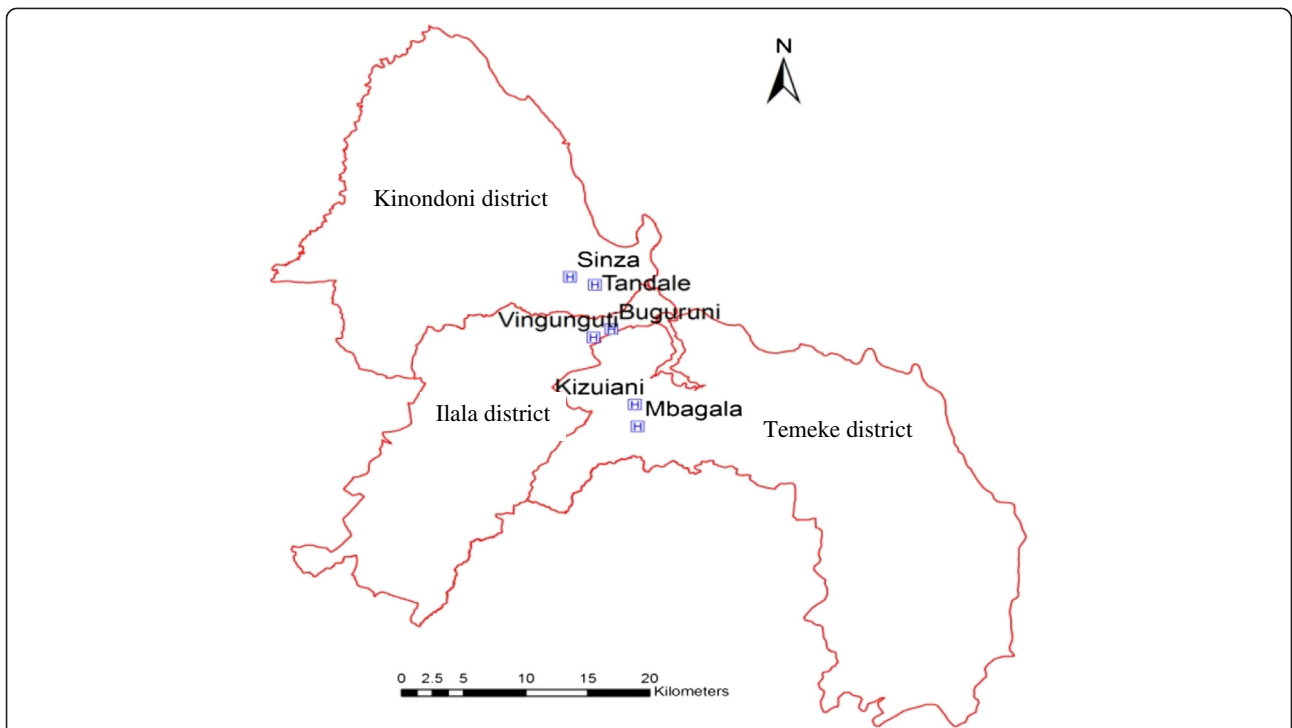 N
Kinondoni district
Sinza
H
H Tandale
Buguruni
Vingunguti H
H
Kizuiani
H
Mbagala
H
Ilala district
Temeke district
0 2.5 5 10 15 20
Kilometers